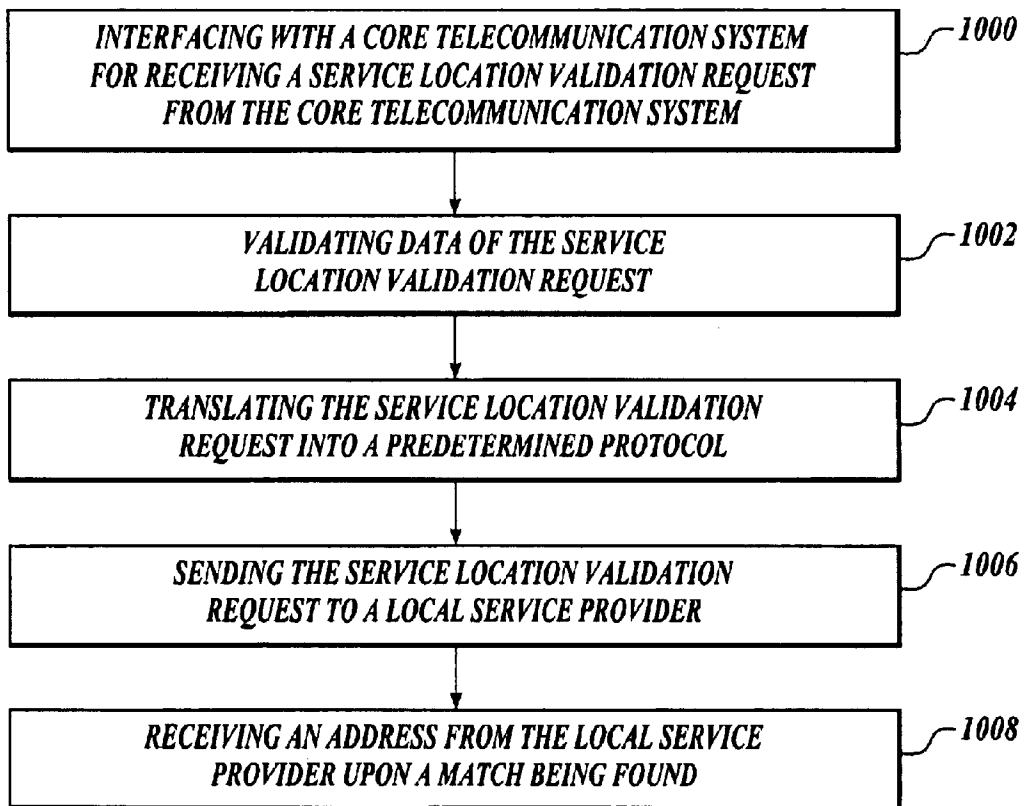 INTERFACING WITH A CORE TELECOMMUNICATION SYSTEM
FOR RECEIVING A SERVICE LOCATION VALIDATION REQUEST
FROM THE CORE TELECOMMUNICATION SYSTEM
1000
VALIDATING DATA OF THE SERVICE
LOCATION VALIDATION REQUEST
1002
TRANSLATING THE SERVICE LOCATION VALIDATION
REQUEST INTO A PREDETERMINED PROTOCOL
1004
SENDING THE SERVICE LOCATION VALIDATION
REQUEST TO A LOCAL SERVICE PROVIDER
1006
RECEIVING AN ADDRESS FROM THE LOCAL SERVICE
PROVIDER UPON A MATCH BEING FOUND
1008